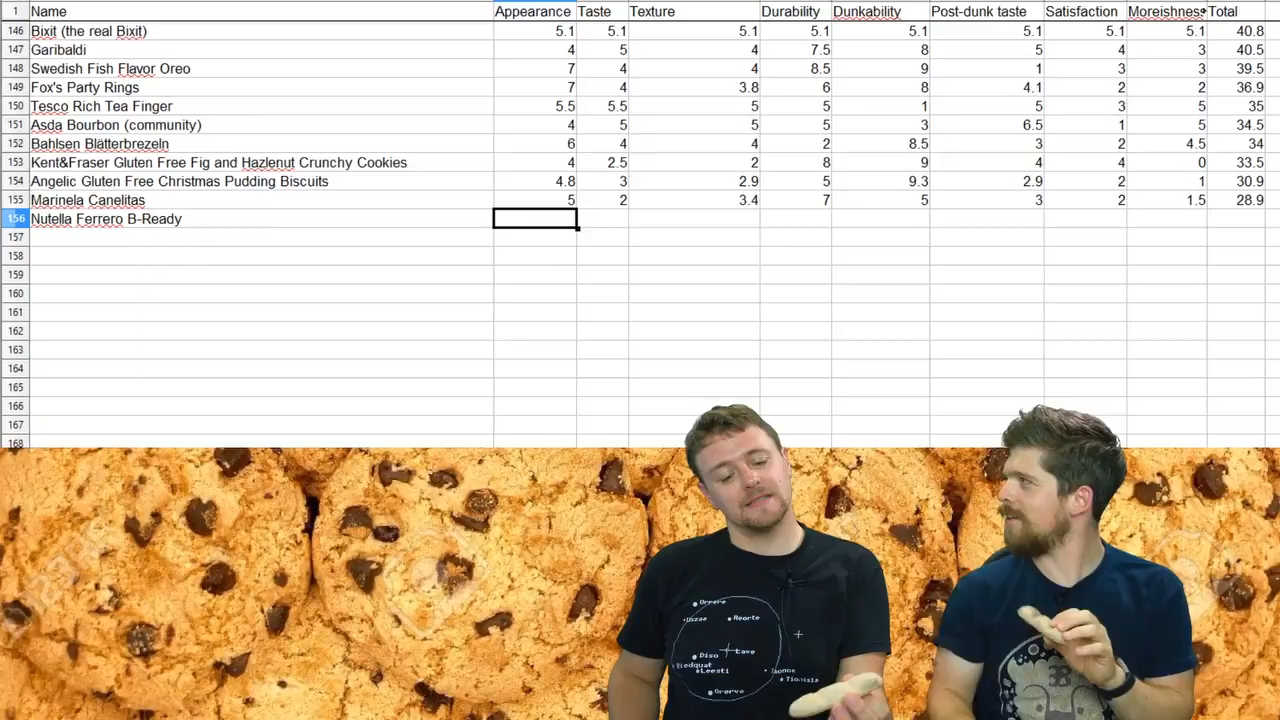 1 Name Appearance Taste Texture Durability Dunkability Post-dunk taste Satisfaction Moreishness Total
146 Bixit (the real Bixit) 5.1 5.1 5.1 5.1 5.1 5.1 5.1 5.1 40.8
147 Garibaldi 4 5 4 7.5 8 5 4 3 40.5
148 Swedish Fish Flavor Oreo 7 4 4 8.5 9 1 3 3 39.5
149 Fox's Party Rings 7 4 3.8 6 8 4.1 2 2 36.9
150 Tesco Rich Tea Finger 5.5 5.5 5 5 1 5 3 5 35
151 Asda Bourbon (community) 4 5 5 5 3 6.5 1 5 34.5
152 Bahlsen Blätterbrezeln 6 4 4 2 8.5 3 2 4.5 34
153 Kent&Fraser Gluten Free Fig and Hazlenut Crunchy Cookies 4 2.5 2 8 9 4 4 0 33.5
154 Angelic Gluten Free Christmas Pudding Biscuits 4.8 3 2.9 5 9.3 2.9 2 1 30.9
155 Marinela Canelitas 5 2 3.4 7 5 3 2 1.5 28.9
156 Nutella Ferrero B-Ready
157
158
159
160
161
162
163
164
165
166
167
168
Orrere
Uszaa Reorte
Diso Lave
Riedquat
Leesti Zaonce
Tionisla
Orerve